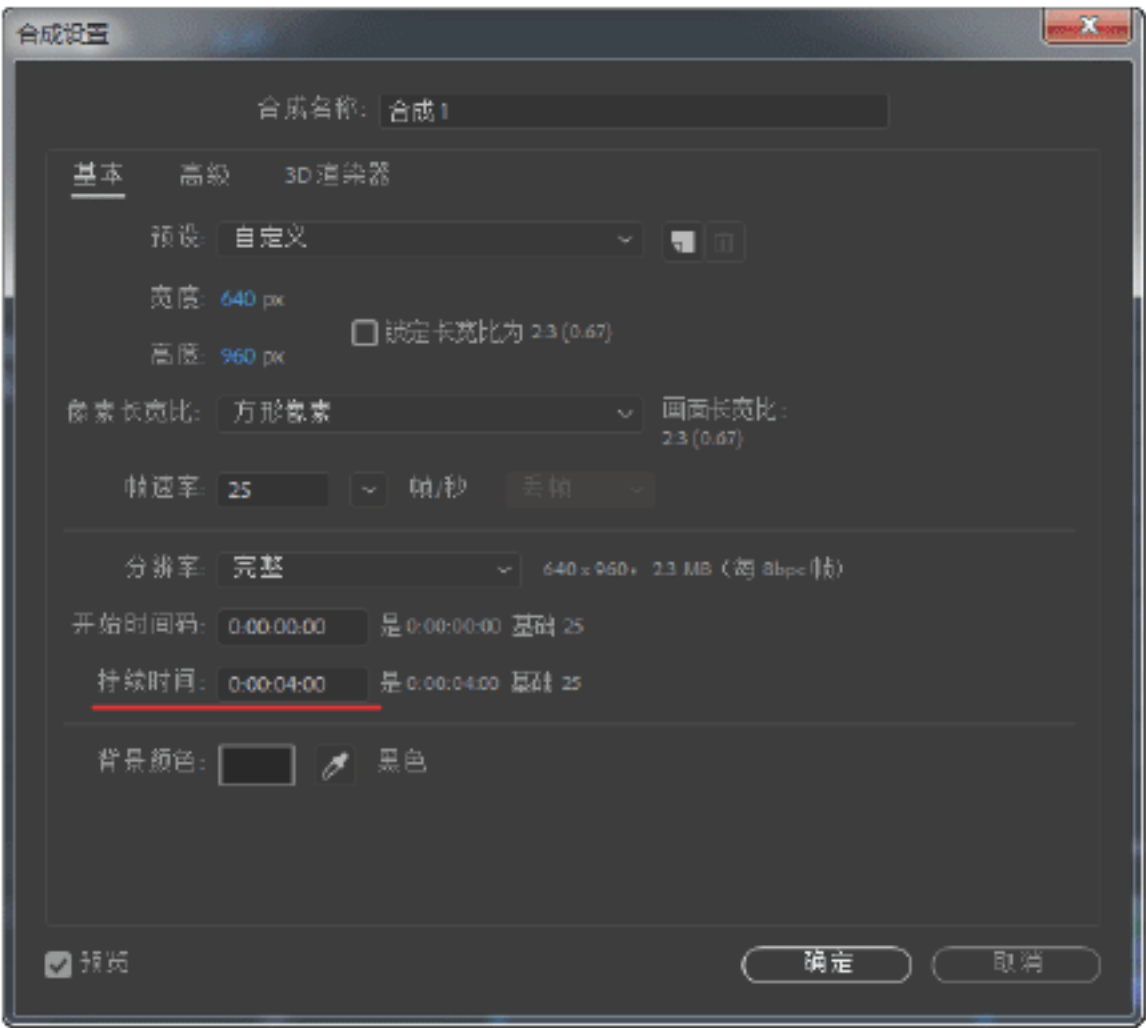 合成设置
合成名称: 合成 1
基本 高级 3D 渲染器
预设: 自定义
宽度: 640 px
锁定长宽比为 2:3 (0.67)
高度: 960 px
像素长宽比: 方形像素 画面长宽比:
2:3 (0.67)
帧速率: 25 帧/秒 丢帧
分辨率: 完整 640 x 960, 2.3 MB (每 8bpc 帧)
开始时间码: 0:00:00:00 是 0:00:00:00 基础 25
持续时间: 0:00:04:00 是 0:00:04:00 基础 25
背景颜色: 黑色
预览 确定 取消